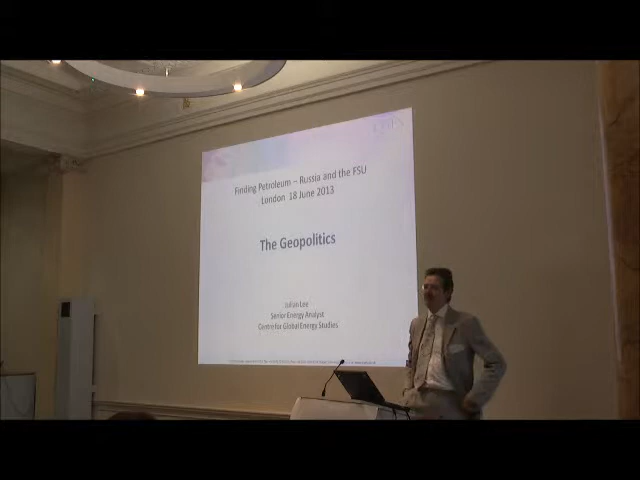 Finding Petroleum – Russia and the FSU
London 18 June 2013
The Geopolitics
Julian Lee
Senior Energy Analyst
Centre for Global Energy Studies